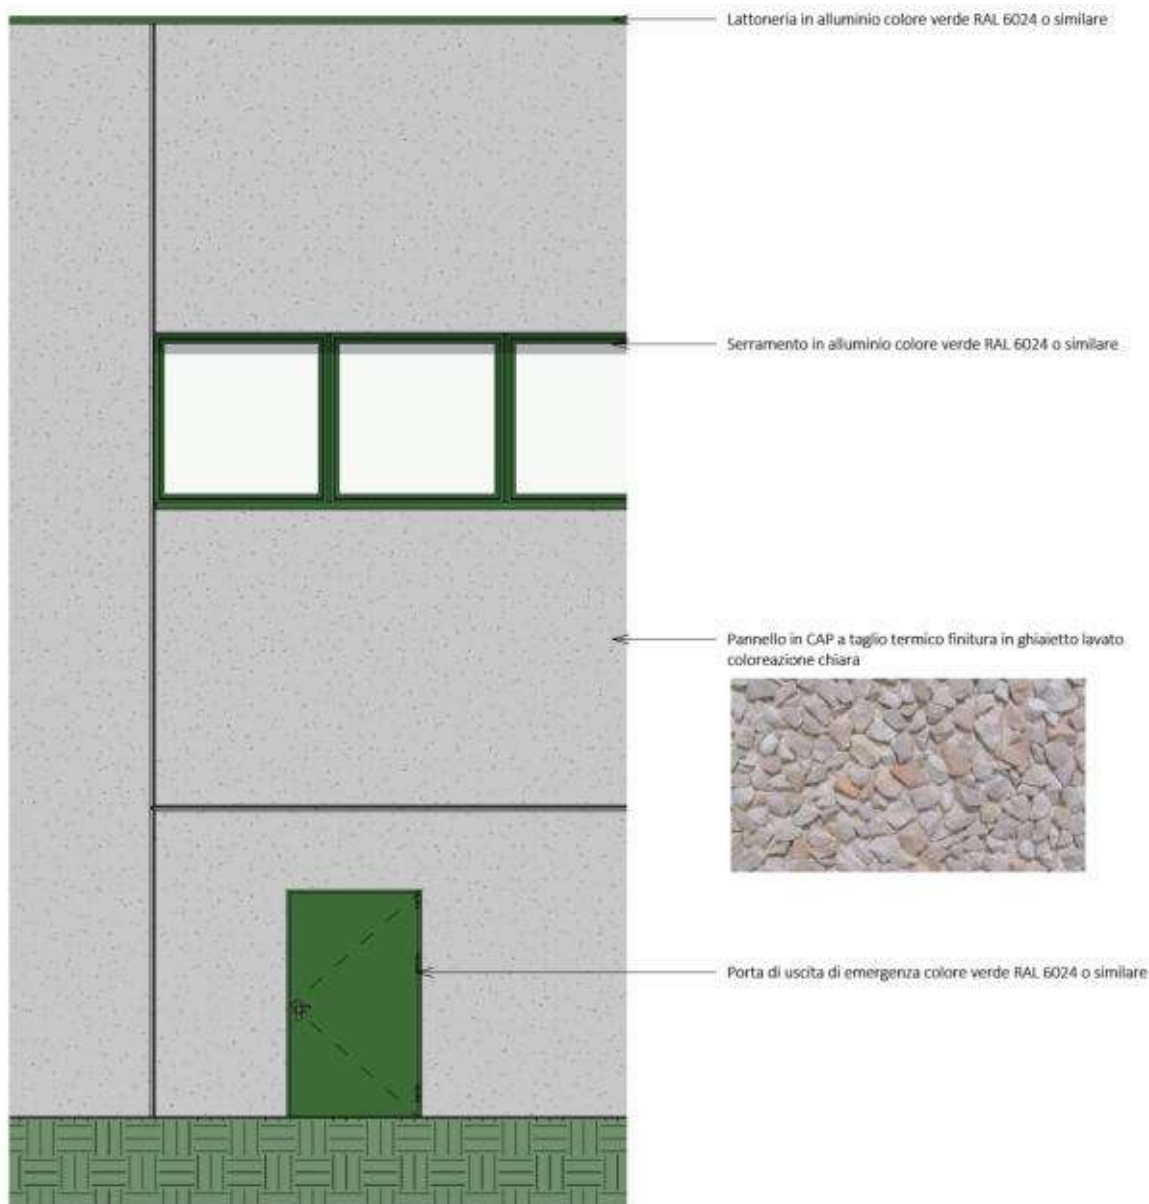 Lattoneria in alluminio colore verde RAL 6024 o similare
Serramento in alluminio colore verde RAL 6024 o similare
Pannello in CAP a taglio termico finitura in ghiaietto lavato
coloreazione chiara
Porta di uscita di emergenza colore verde RAL 6024 o similare